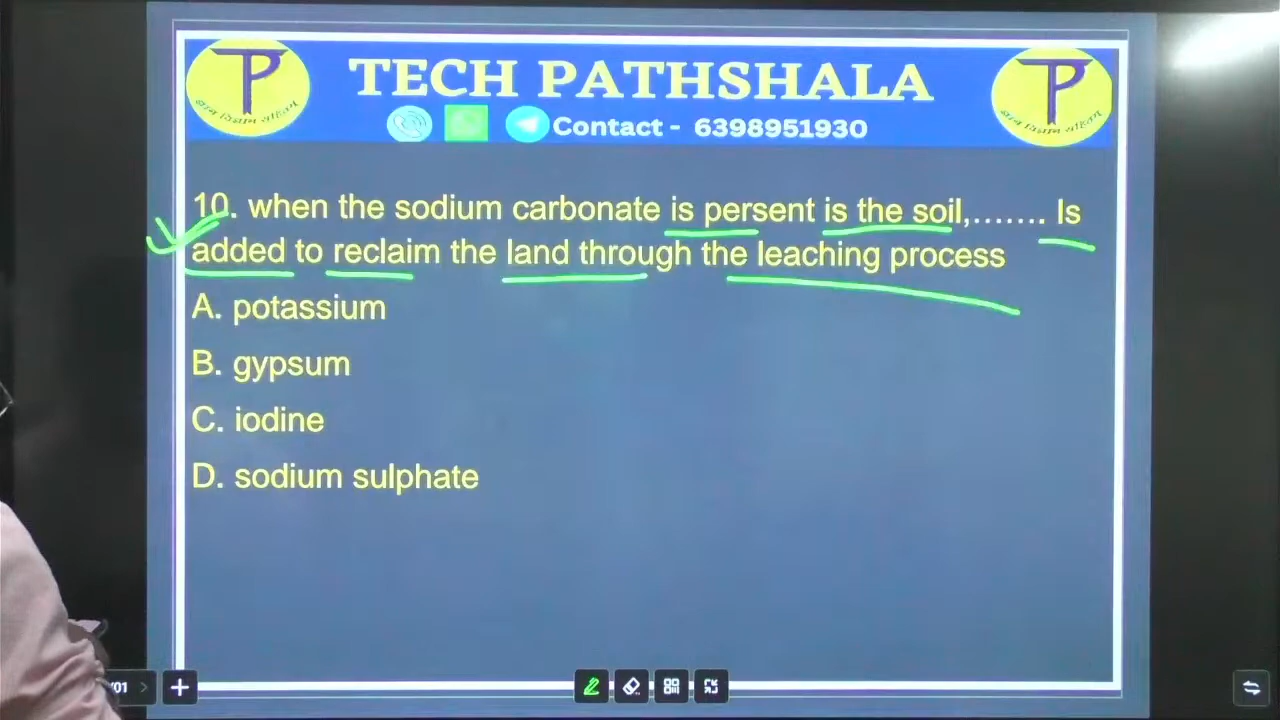 TECH PATHSHALA
Contact - 6398951930
10. when the sodium carbonate is persent is the soil,....... Is
added to reclaim the land through the leaching process
A. potassium
B. gypsum
C. iodine
D. sodium sulphate